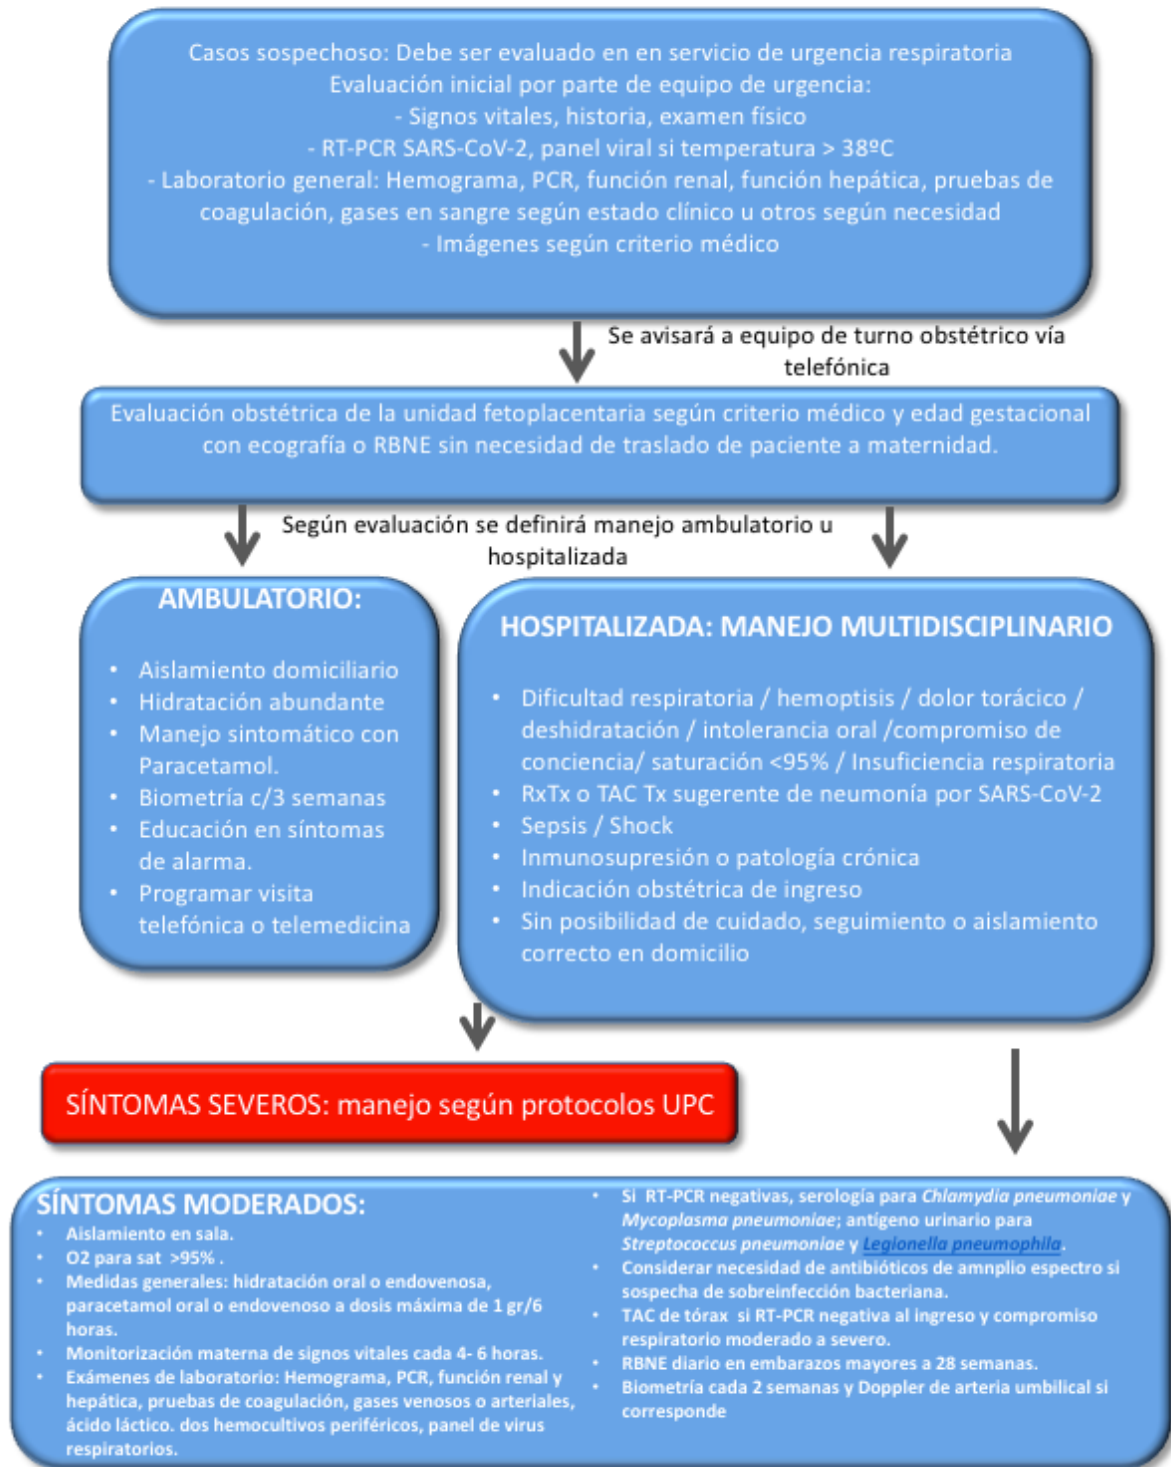 Casos sospechoso: Debe ser evaluado en en servicio de urgencia respiratoria
Evaluación inicial por parte de equipo de urgencia:
- Signos vitales, historia, examen físico
- RT-PCR SARS-CoV-2, panel viral si temperatura > 38ºC
- Laboratorio general: Hemograma, PCR, función renal, función hepática, pruebas de
coagulación, gases en sangre según estado clínico u otros según necesidad
- Imágenes según criterio médico
Se avisará a equipo de turno obstétrico vía
telefónica
Evaluación obstétrica de la unidad fetoplacentaria según criterio médico y edad gestacional
con ecografía o RBNE sin necesidad de traslado de paciente a maternidad.
Según evaluación se definirá manejo ambulatorio u
hospitalizada
AMBULATORIO:
• Aislamiento domiciliario
• Hidratación abundante
• Manejo sintomático con
Paracetamol.
• Biometría c/3 semanas
• Educación en síntomas
de alarma.
• Programar visita
telefónica o telemedicina
HOSPITALIZADA: MANEJO MULTIDISCIPLINARIO
• Dificultad respiratoria / hemoptisis / dolor torácico /
deshidratación / intolerancia oral /compromiso de
conciencia/ saturación <95% / Insuficiencia respiratoria
• RxTx o TAC Tx sugerente de neumonía por SARS-CoV-2
• Sepsis / Shock
• Inmunosupresión o patología crónica
• Indicación obstétrica de ingreso
• Sin posibilidad de cuidado, seguimiento o aislamiento
correcto en domicilio
SÍNTOMAS SEVEROS: manejo según protocolos UPC
SÍNTOMAS MODERADOS:
• Aislamiento en sala.
• O2 para sat >95% .
• Medidas generales: hidratación oral o endovenosa,
paracetamol oral o endovenoso a dosis máxima de 1 gr/6
horas.
• Monitorización materna de signos vitales cada 4- 6 horas.
• Exámenes de laboratorio: Hemograma, PCR, función renal y
hepática, pruebas de coagulación, gases venosos o arteriales,
ácido láctico. dos hemocultivos periféricos, panel de virus
respiratorios.
• Si RT-PCR negativas, serología para Chlamydia pneumoniae y
Mycoplasma pneumoniae; antígeno urinario para
Streptococcus pneumoniae y Legionella pneumophila.
• Considerar necesidad de antibióticos de amnplio espectro si
sospecha de sobreinfección bacteriana.
• TAC de tórax si RT-PCR negativa al ingreso y compromiso
respiratorio moderado a severo.
• RBNE diario en embarazos mayores a 28 semanas.
• Biometría cada 2 semanas y Doppler de arteria umbilical si
corresponde